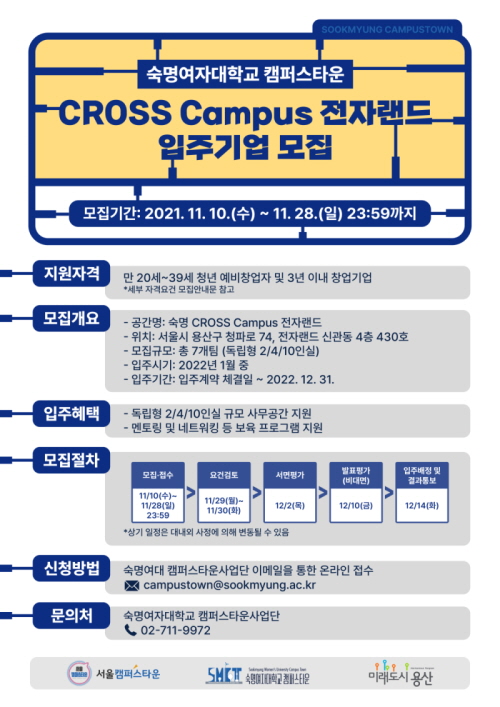 SOOKMYUNG CAMPUSTOWN
숙명여자대학교 캠퍼스타운
CROSS Campus 전자랜드
입주기업 모집
모집기간: 2021. 11. 10.(수) ~ 11. 28.(일) 23:59까지
지원자격
만 20세~39세 청년 예비창업자 및 3년 이내 창업기업
*세부 자격요건 모집안내문 참고
모집개요
- 공간명: 숙명 CROSS Campus 전자랜드
- 위치: 서울시 용산구 청파로 74, 전자랜드 신관동 4층 430호
- 모집규모: 총 7개팀 (독립형 2/4/10인실)
- 입주시기: 2022년 1월 중
- 입주기간: 입주계약 체결일 ~ 2022. 12. 31.
입주혜택
- 독립형 2/4/10인실 규모 사무공간 지원
- 멘토링 및 네트워킹 등 보육 프로그램 지원
모집절차
모집·접수
11/10(수)~
11/28(일)
23:59
요건검토
11/29(월)~
11/30(화)
서면평가
12/2(목)
발표평가
(비대면)
12/10(금)
입주배정 및
결과통보
12/14(화)
*상기 일정은 대내외 사정에 의해 변동될 수 있음
신청방법
숙명여대 캠퍼스타운사업단 이메일을 통한 온라인 접수
campustown@sookmyung.ac.kr
문의처
숙명여자대학교 캠퍼스타운사업단
02-711-9972
서울캠퍼스타운
SMCT
Sookmyung Women's University Campus Town
숙명여자대학교 캠퍼스타운
미래도시 용산